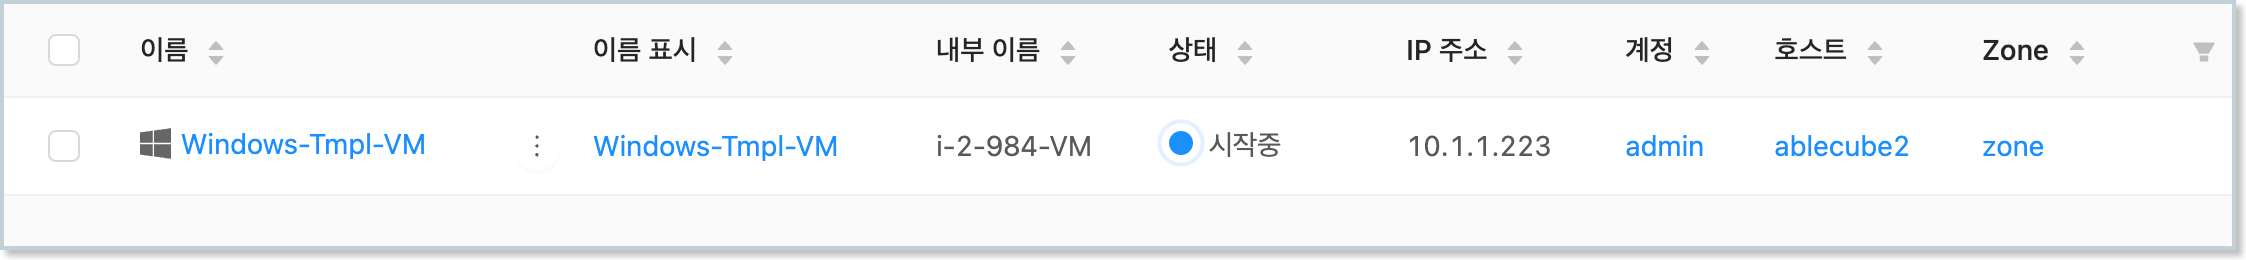 이름 이름 표시 내부 이름 상태 IP 주소 계정 호스트 Zone
Windows-Tmpl-VM Windows-Tmpl-VM i-2-984-VM 시작중 10.1.1.223 admin ablecube2 zone